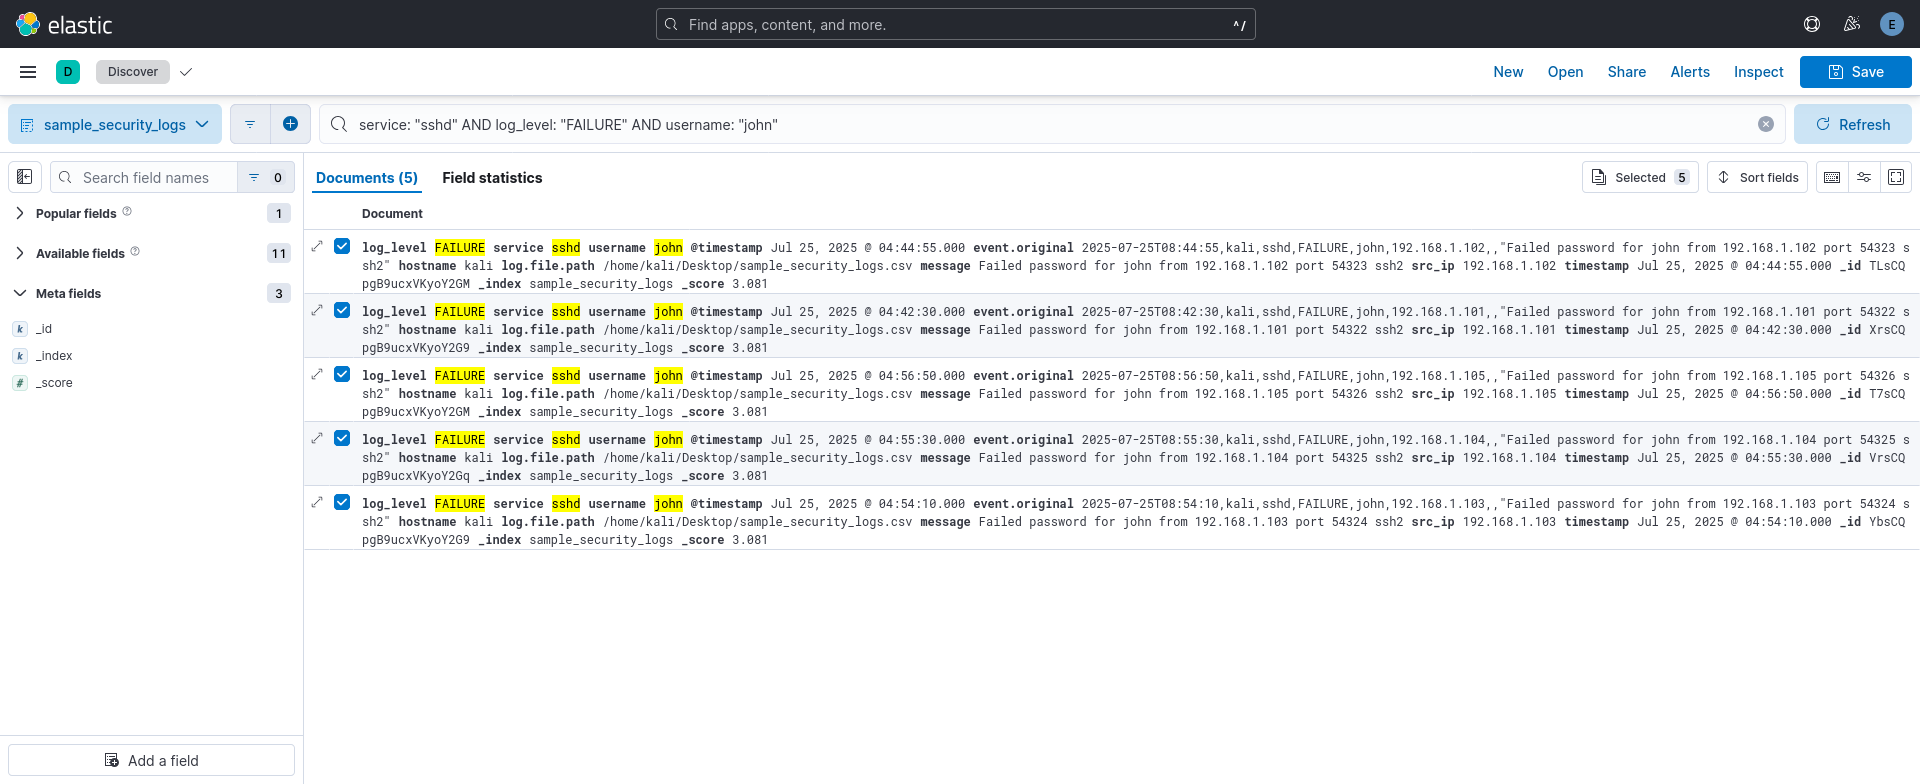 elastic
Find apps, content, and more.
^/
E
D
Discover
New
Open
Share
Alerts
Inspect
Save
sample_security_logs
service: "sshd" AND log_level: "FAILURE" AND username: "john"
Refresh
Search field names
0
Documents (5)
Field statistics
Selected 5
Sort fields
Popular fields
1
Available fields
11
Meta fields
3
k _id
k _index
# _score
Add a field
Document
log_level FAILURE service sshd username john @timestamp Jul 25, 2025 @ 04:44:55.000 event.original 2025-07-25T08:44:55,kali,sshd,FAILURE,john,192.168.1.102,,"Failed password for john from 192.168.1.102 port 54323 s
sh2" hostname kali log.file.path /home/kali/Desktop/sample_security_logs.csv message Failed password for john from 192.168.1.102 port 54323 ssh2 src_ip 192.168.1.102 timestamp Jul 25, 2025 @ 04:44:55.000 _id TLsCQ
pgB9ucxVKyoY2GM _index sample_security_logs _score 3.081
log_level FAILURE service sshd username john @timestamp Jul 25, 2025 @ 04:42:30.000 event.original 2025-07-25T08:42:30,kali,sshd,FAILURE,john,192.168.1.101,,"Failed password for john from 192.168.1.101 port 54322 s
sh2" hostname kali log.file.path /home/kali/Desktop/sample_security_logs.csv message Failed password for john from 192.168.1.101 port 54322 ssh2 src_ip 192.168.1.101 timestamp Jul 25, 2025 @ 04:42:30.000 _id XrsCQ
pgB9ucxVKyoY2G9 _index sample_security_logs _score 3.081
log_level FAILURE service sshd username john @timestamp Jul 25, 2025 @ 04:56:50.000 event.original 2025-07-25T08:56:50,kali,sshd,FAILURE,john,192.168.1.105,,"Failed password for john from 192.168.1.105 port 54326 s
sh2" hostname kali log.file.path /home/kali/Desktop/sample_security_logs.csv message Failed password for john from 192.168.1.105 port 54326 ssh2 src_ip 192.168.1.105 timestamp Jul 25, 2025 @ 04:56:50.000 _id T7sCQ
pgB9ucxVKyoY2GM _index sample_security_logs _score 3.081
log_level FAILURE service sshd username john @timestamp Jul 25, 2025 @ 04:55:30.000 event.original 2025-07-25T08:55:30,kali,sshd,FAILURE,john,192.168.1.104,,"Failed password for john from 192.168.1.104 port 54325 s
sh2" hostname kali log.file.path /home/kali/Desktop/sample_security_logs.csv message Failed password for john from 192.168.1.104 port 54325 ssh2 src_ip 192.168.1.104 timestamp Jul 25, 2025 @ 04:55:30.000 _id VrsCQ
pgB9ucxVKyoY2Gq _index sample_security_logs _score 3.081
log_level FAILURE service sshd username john @timestamp Jul 25, 2025 @ 04:54:10.000 event.original 2025-07-25T08:54:10,kali,sshd,FAILURE,john,192.168.1.103,,"Failed password for john from 192.168.1.103 port 54324 s
sh2" hostname kali log.file.path /home/kali/Desktop/sample_security_logs.csv message Failed password for john from 192.168.1.103 port 54324 ssh2 src_ip 192.168.1.103 timestamp Jul 25, 2025 @ 04:54:10.000 _id YbsCQ
pgB9ucxVKyoY2G9 _index sample_security_logs _score 3.081